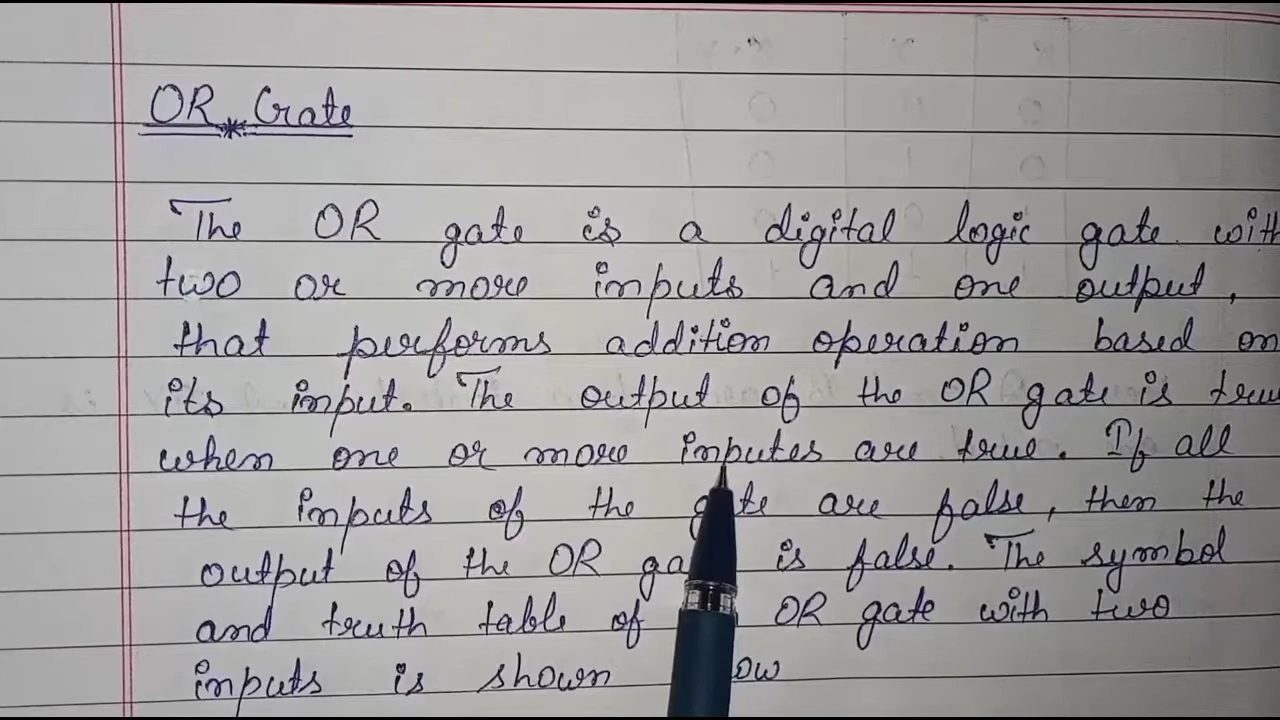 OR Gate
The OR gate is a digital logic gate with
two or more inputs and one output,
that performs addition operation based on
its input. The output of the OR gate is true
when one or more inputes are true. If all
the inputs of the gate are false, then the
output of the OR ga is false. The symbol
and truth table of OR gate with two
inputs is shown ow